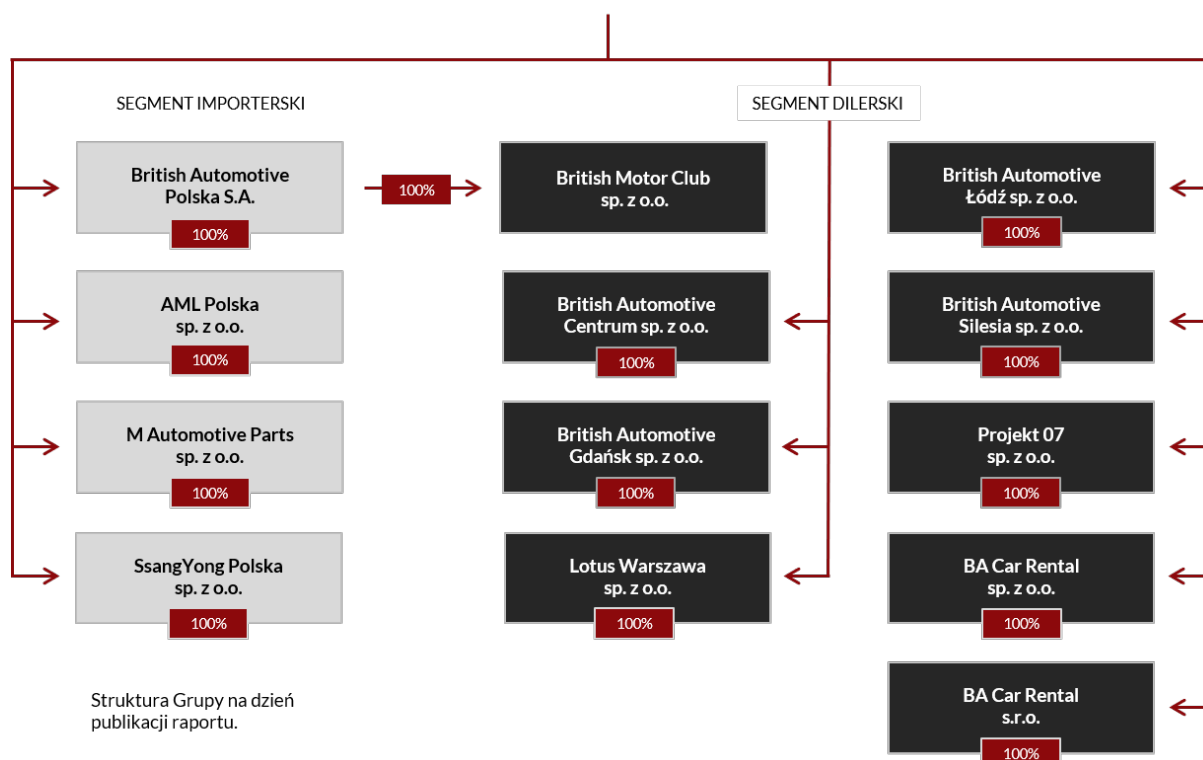 SEGMENT IMPORTERSKI
SEGMENT DILERSKI
British Automotive
Polska S.A.
100%
100%
British Motor Club
sp. z o.o.
British Automotive
Łódź sp. z o.o.
100%
AML Polska
sp. z o.o.
100%
British Automotive
Centrum sp. z o.o.
100%
British Automotive
Silesia sp. z o.o.
100%
M Automotive Parts
sp. z o.o.
100%
British Automotive
Gdańsk sp. z o.o.
100%
Projekt 07
sp. z o.o.
100%
SsangYong Polska
sp. z o.o.
100%
Lotus Warszawa
sp. z o.o.
100%
BA Car Rental
sp. z o.o.
100%
Struktura Grupy na dzień
publikacji raportu.
BA Car Rental
s.r.o.
100%